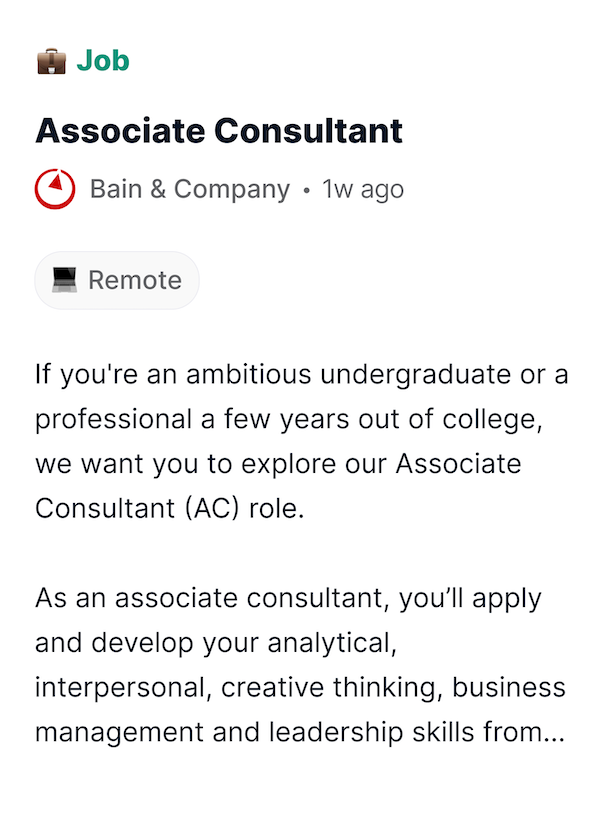 Job
Associate Consultant
Bain & Company • 1w ago
Remote
If you're an ambitious undergraduate or a
professional a few years out of college,
we want you to explore our Associate
Consultant (AC) role.
As an associate consultant, you’ll apply
and develop your analytical,
interpersonal, creative thinking, business
management and leadership skills from...